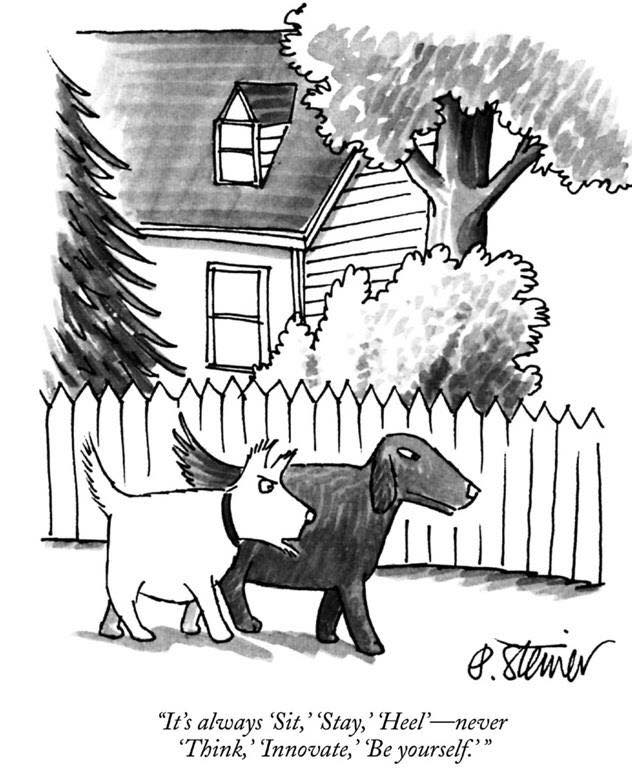 P. Steiner
“It’s always ‘Sit,’ ‘Stay,’ ‘Heel’—never
‘Think,’ ‘Innovate,’ ‘Be yourself.’ ”